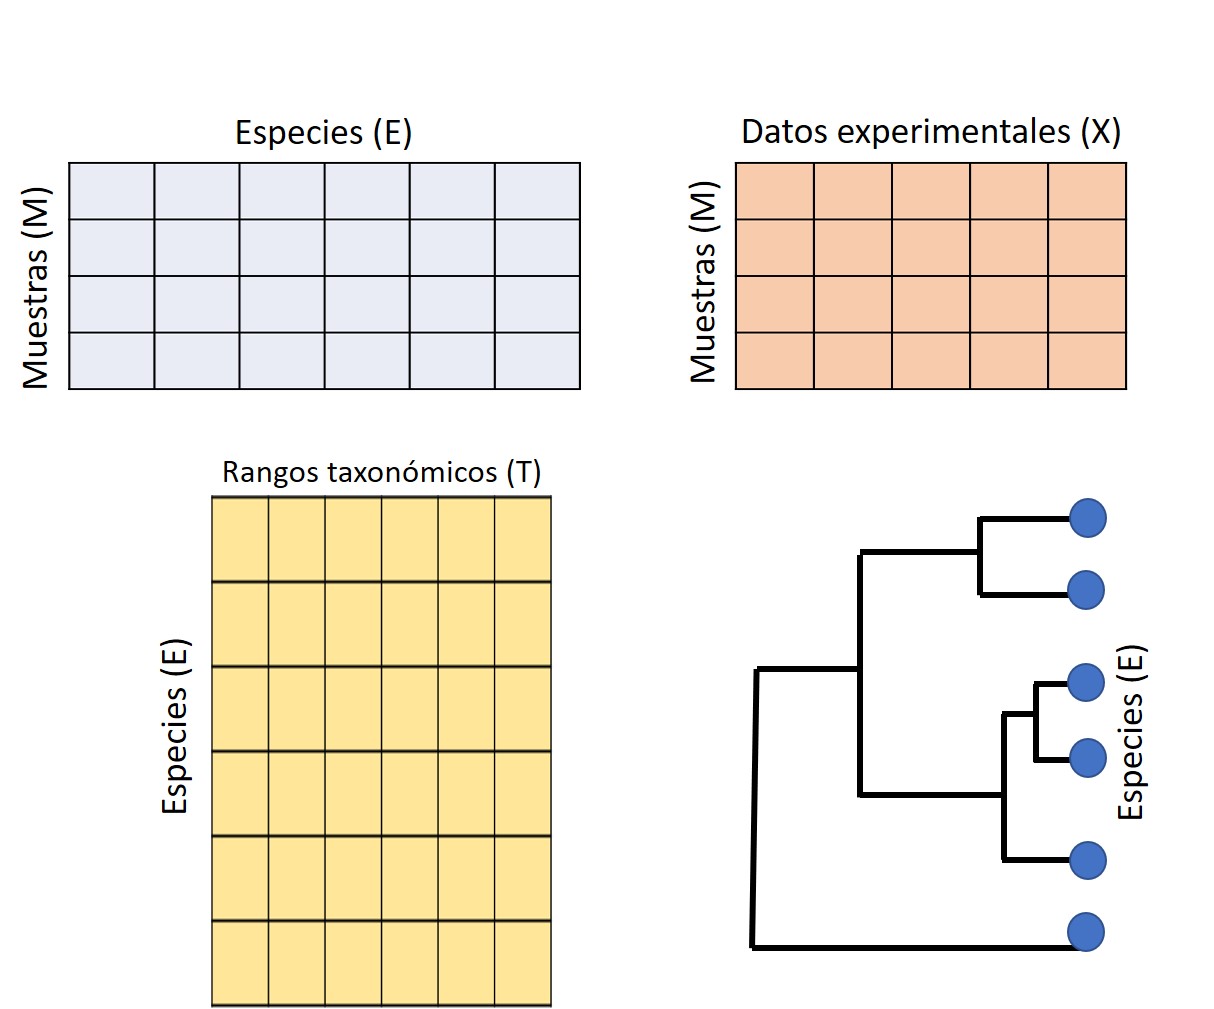 Especies (E)
Muestras (M)
Datos experimentales (X)
Muestras (M)
Rangos taxonómicos (T)
Especies (E)
Especies (E)